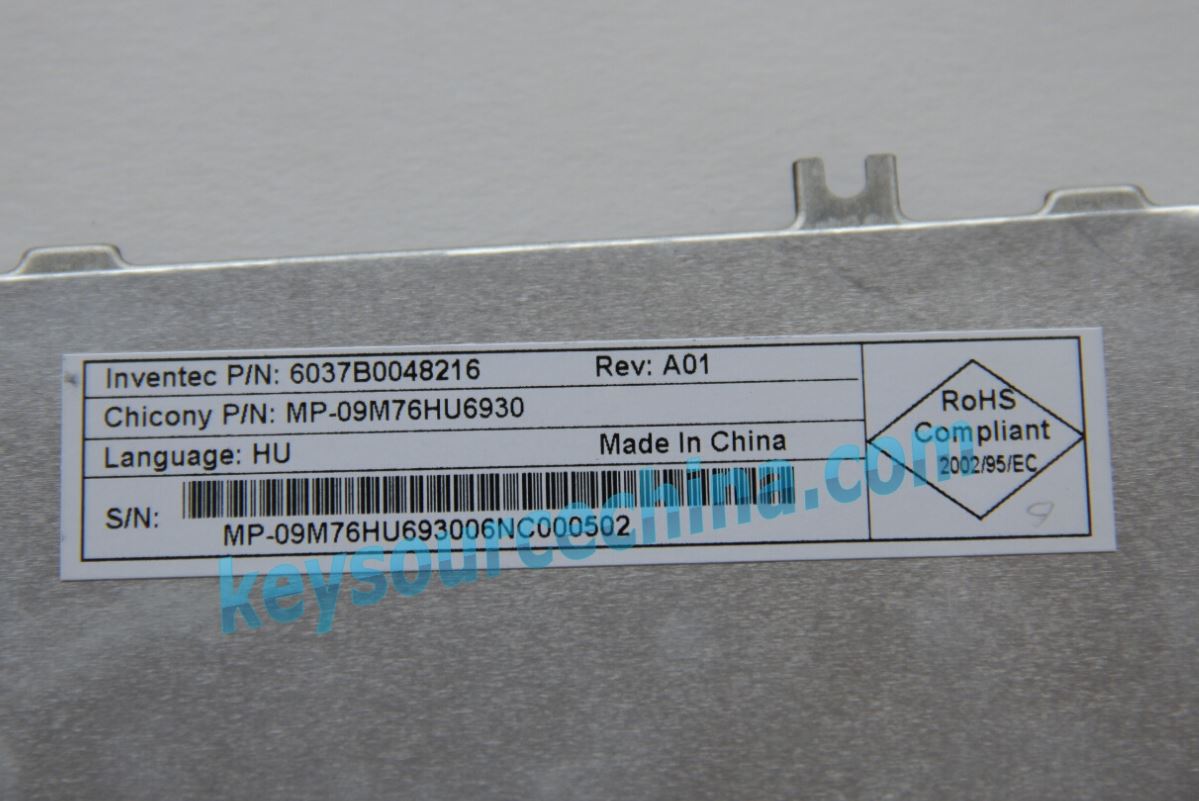 Inventec P/N: 6037B0048216 Rev: A01
Chicony P/N: MP-09M76HU6930
Language: HU Made In China
S/N:
MP-09M76HU693006NC000502
RoHS
Compliant
2002/95/EC
keysourcechina.com